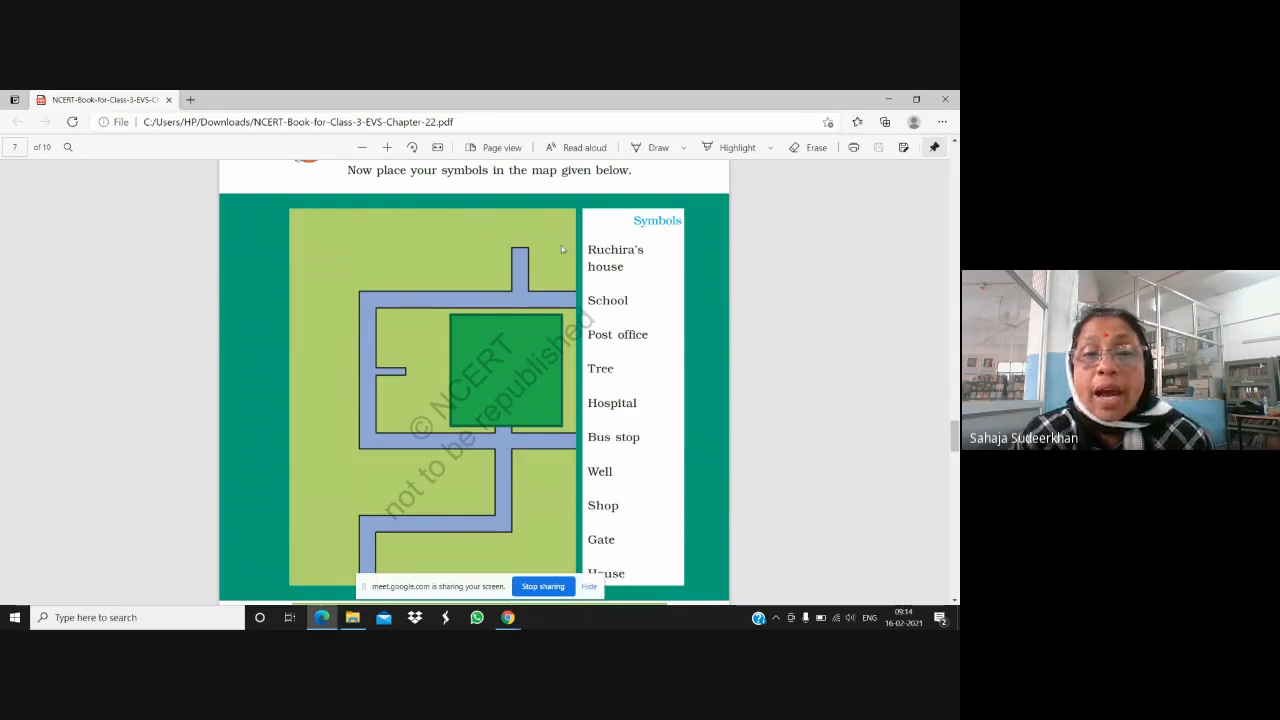 NCERT-Book-for-Class-3-EVS-Ch
File
C:/Users/HP/Downloads/NCERT-Book-for-Class-3-EVS-Chapter-22.pdf
7 of 10
Page view
Read aloud
Draw
Highlight
Erase
Now place your symbols in the map given below.
Symbols
Ruchira's
house
School
Post office
Tree
Hospital
Bus stop
Well
Shop
Gate
House
© NCERT
not to be republished
meet.google.com is sharing your screen.
Stop sharing
Hide
Sahaja Sudeerkhan
Type here to search
ENG
09:14
16-02-2021
2